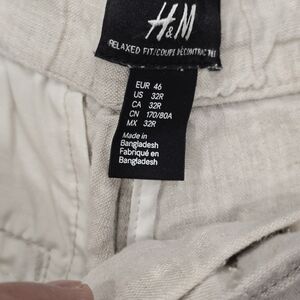 H&M
RELAXED FIT/COUPE DÉCONTRACTÉE
EUR 46
US 32R
CA 32R
CN 170/80A
MX 32R
Made in
Bangladesh
Fabriqué en
Bangladesh